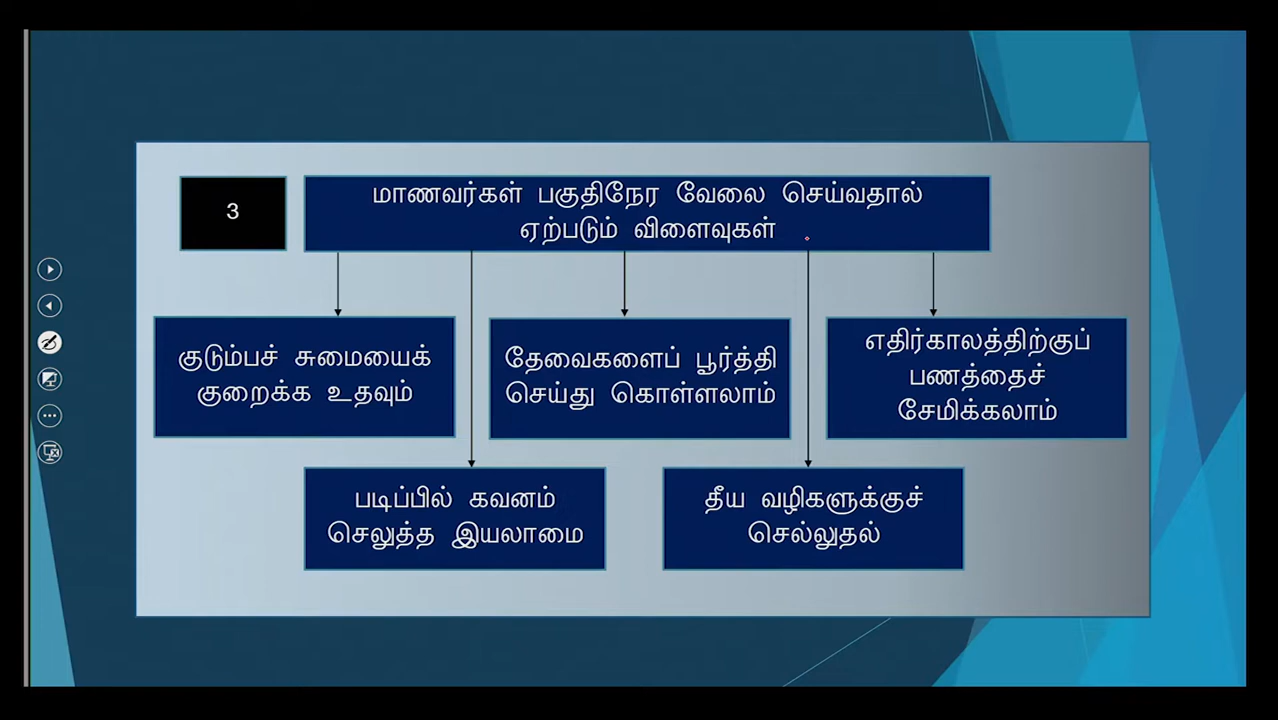 3
மாணவர்கள் பகுதிநேர வேலை செய்வதால்
ஏற்படும் விளைவுகள்
குடும்பச் சுமையைக்
குறைக்க உதவும்
தேவைகளைப் பூர்த்தி
செய்து கொள்ளலாம்
எதிர்காலத்திற்குப்
பணத்தைச்
சேமிக்கலாம்
படிப்பில் கவனம்
செலுத்த இயலாமை
தீய வழிகளுக்குச்
செல்லுதல்